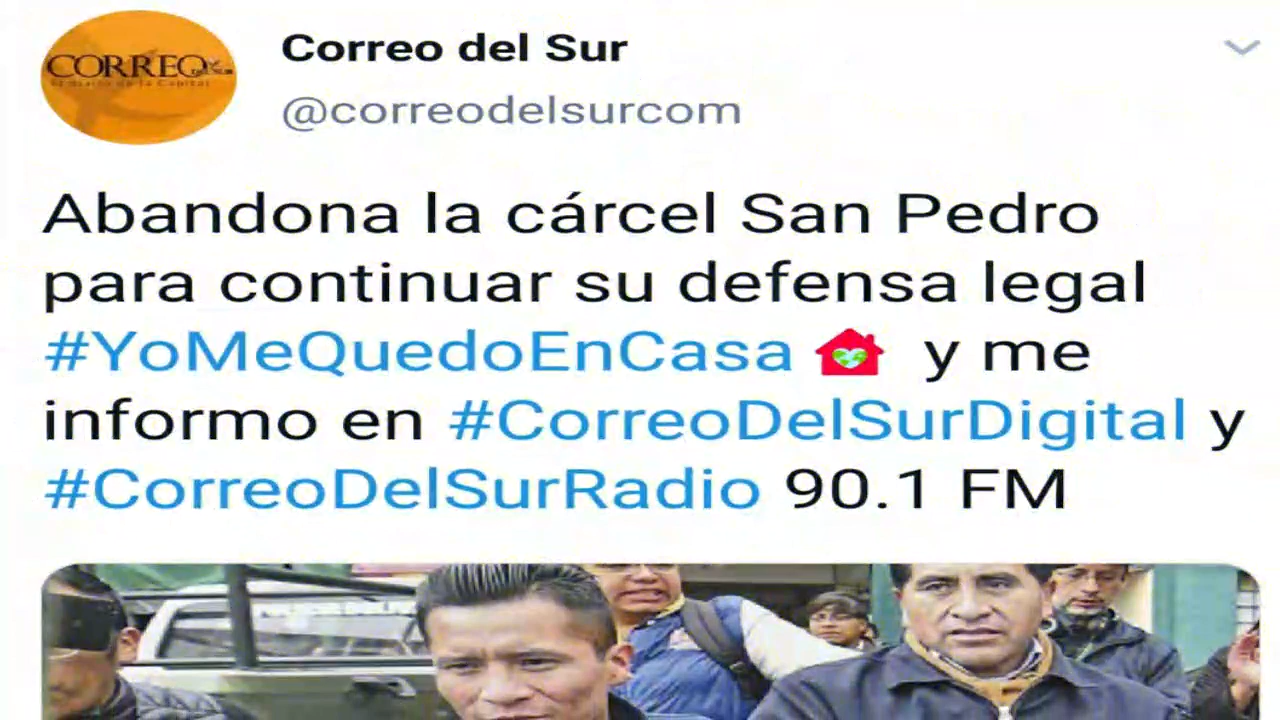 CORREO
Correo del Sur
@correodelsurcom
Abandona la cárcel San Pedro
para continuar su defensa legal
#YoMeQuedoEnCasa y me
informo en #CorreoDelSurDigital y
#CorreoDelSurRadio 90.1 FM